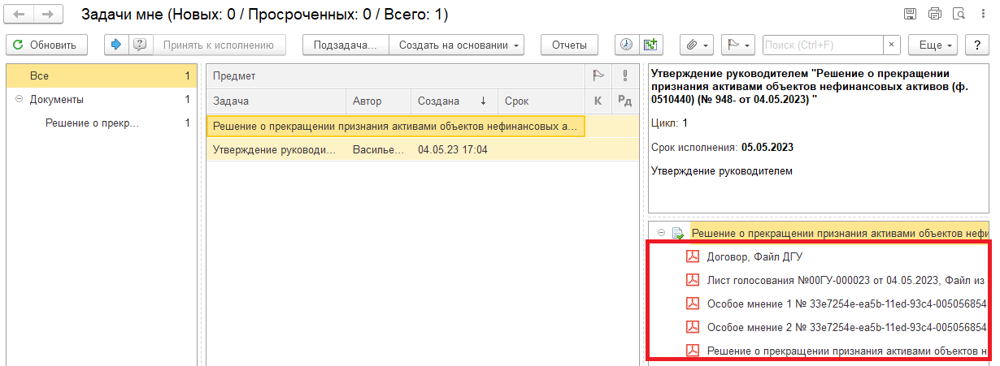 Задачи мне (Новых: 0 / Просроченных: 0 / Всего: 1)
Обновить
Принять к исполнению
Подзадача...
Создать на основании
Отчеты
Поиск (Ctrl+F)
×
Еще
?
Все 1
Документы 1
Решение о прекр... 1
Предмет
Задача Автор Создана ↓ Срок К Рд
Решение о прекращении признания активами объектов нефинансовых а...
Утверждение руководи... Василье... 04.05.23 17:04
Утверждение руководителем "Решение о прекращении
признания активами объектов нефинансовых активов (ф.
0510440) (№ 948- от 04.05.2023) "
Цикл: 1
Срок исполнения: 05.05.2023
Утверждение руководителем
Решение о прекращении признания активами объектов нефи
Договор, Файл ДГУ
Лист голосования №00ГУ-000023 от 04.05.2023, Файл из
Особое мнение 1 № 33e7254e-ea5b-11ed-93c4-005056854
Особое мнение 2 № 33e7254e-ea5b-11ed-93c4-005056854
Решение о прекращении признания активами объектов н